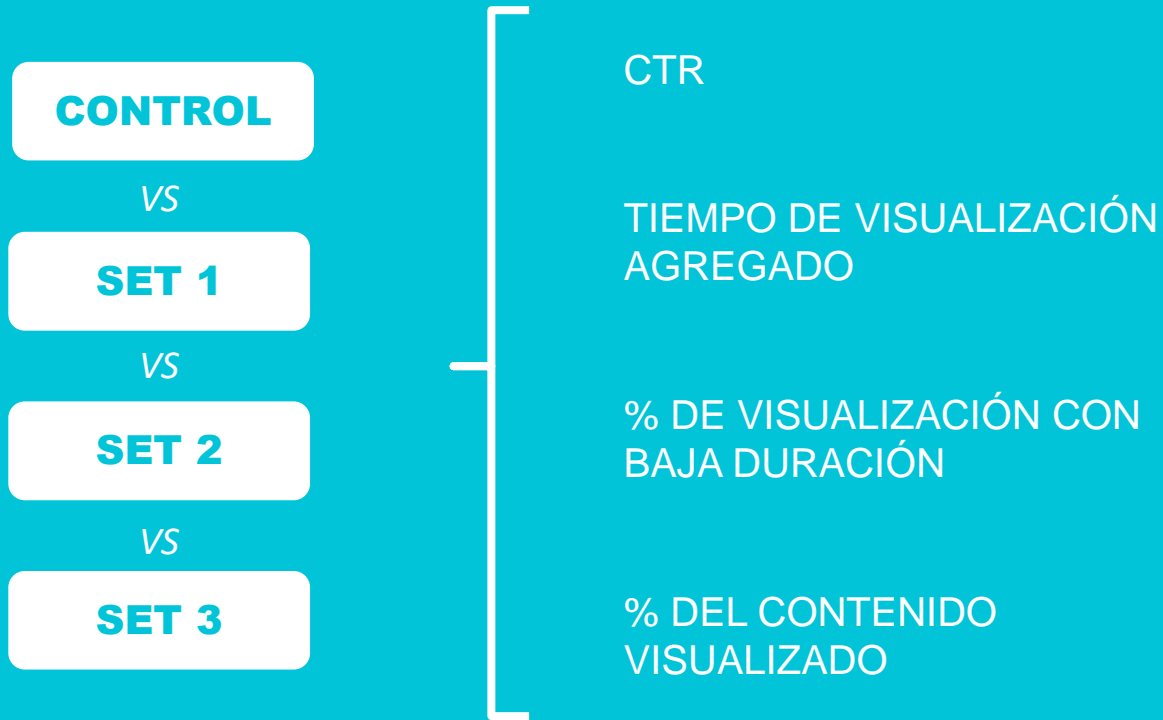 CONTROL
VS
SET 1
VS
SET 2
VS
SET 3
CTR
TIEMPO DE VISUALIZACIÓN
AGREGADO
% DE VISUALIZACIÓN CON
BAJA DURACIÓN
% DEL CONTENIDO
VISUALIZADO